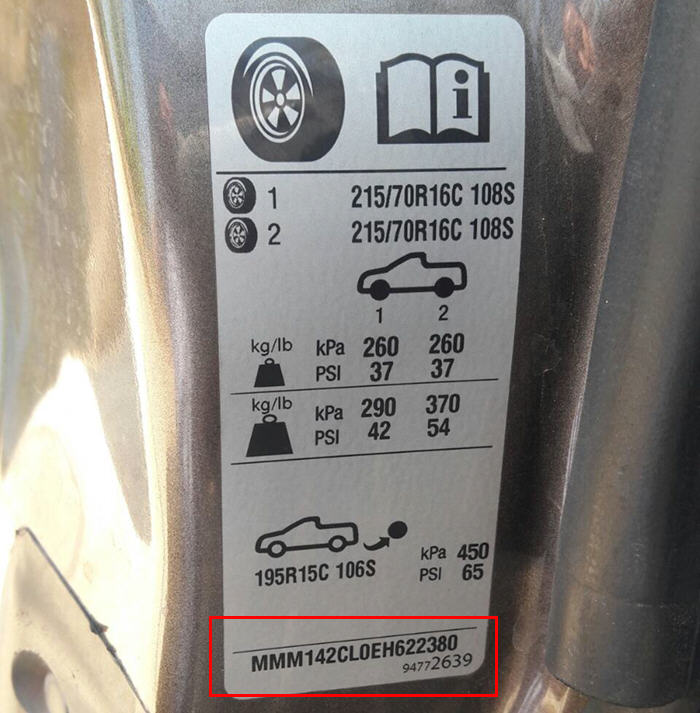 i
1 215/70R16C 108S
2 215/70R16C 108S
1 2
kg/lb kPa 260 260
PSI 37 37
kg/lb kPa 290 370
PSI 42 54
195R15C 106S kPa 450
PSI 65
MMM142CL0EH622380
94772639